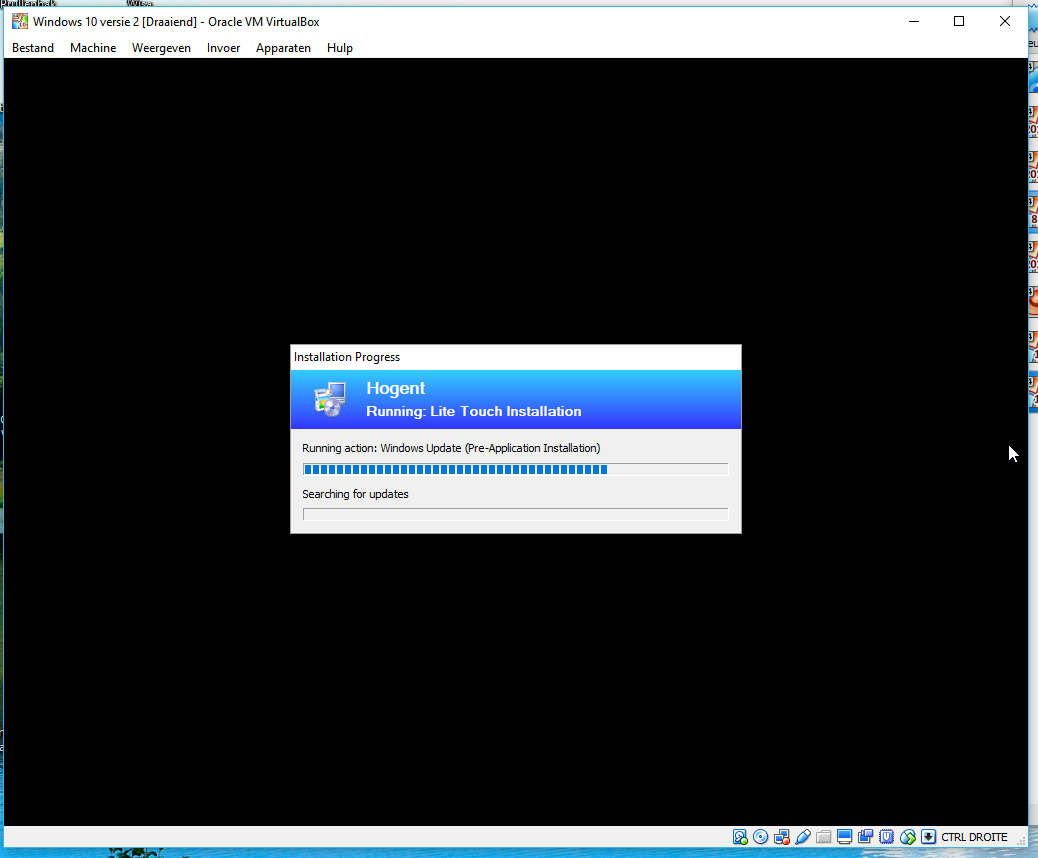 Windows 10 versie 2 [Draaiend] - Oracle VM VirtualBox
Bestand Machine Weergeven Invoer Apparaten Hulp
Installation Progress
Hogent
Running: Lite Touch Installation
Running action: Windows Update (Pre-Application Installation)
Searching for updates
CTRL DROITE